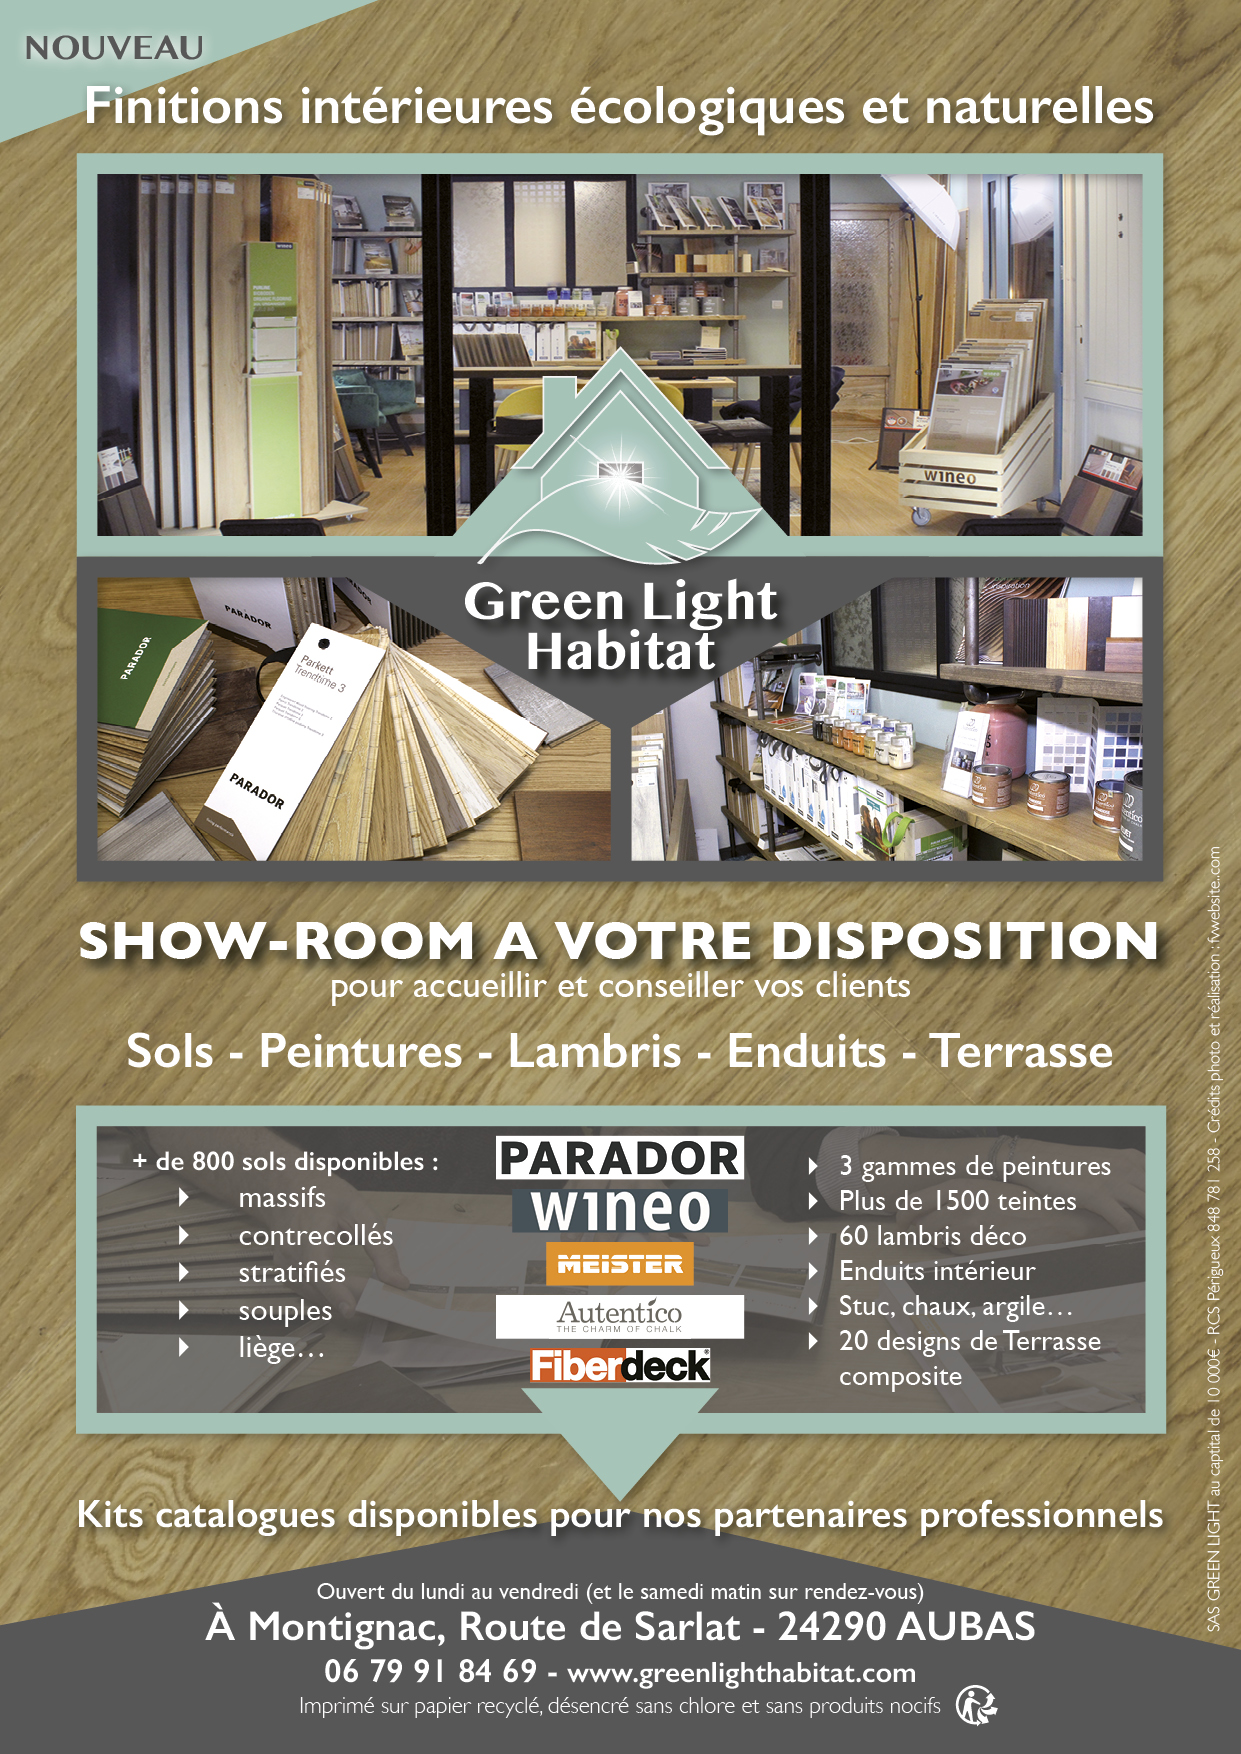 NOUVEAU
Finitions intérieures écologiques et naturelles
wineo
wineo
Green Light
Habitat
PARADOR
PARADOR
Parkett
Trendtime 3
PARADOR
inspiration
SHOW-ROOM A VOTRE DISPOSITION
pour accueillir et conseiller vos clients
Sols - Peintures - Lambris - Enduits - Terrasse
+ de 800 sols disponibles :
massifs
contrecollés
stratifiés
souples
liège…
PARADOR
wineo
MEISTER
Autentico
THE CHARM OF CHALK
Fiberdeck®
3 gammes de peintures
Plus de 1500 teintes
60 lambris déco
Enduits intérieur
Stuc, chaux, argile…
20 designs de Terrasse
composite
Kits catalogues disponibles pour nos partenaires professionnels
Ouvert du lundi au vendredi (et le samedi matin sur rendez-vous)
À Montignac, Route de Sarlat - 24290 AUBAS
06 79 91 84 69 - www.greenlighthabitat.com
Imprimé sur papier recyclé, désencré sans chlore et sans produits nocifs
SAS GREEN LIGHT au captital de 10 000€ - RCS Périgueux 848 781 258 - Crédits photo et réalisation : fvwebsite.com